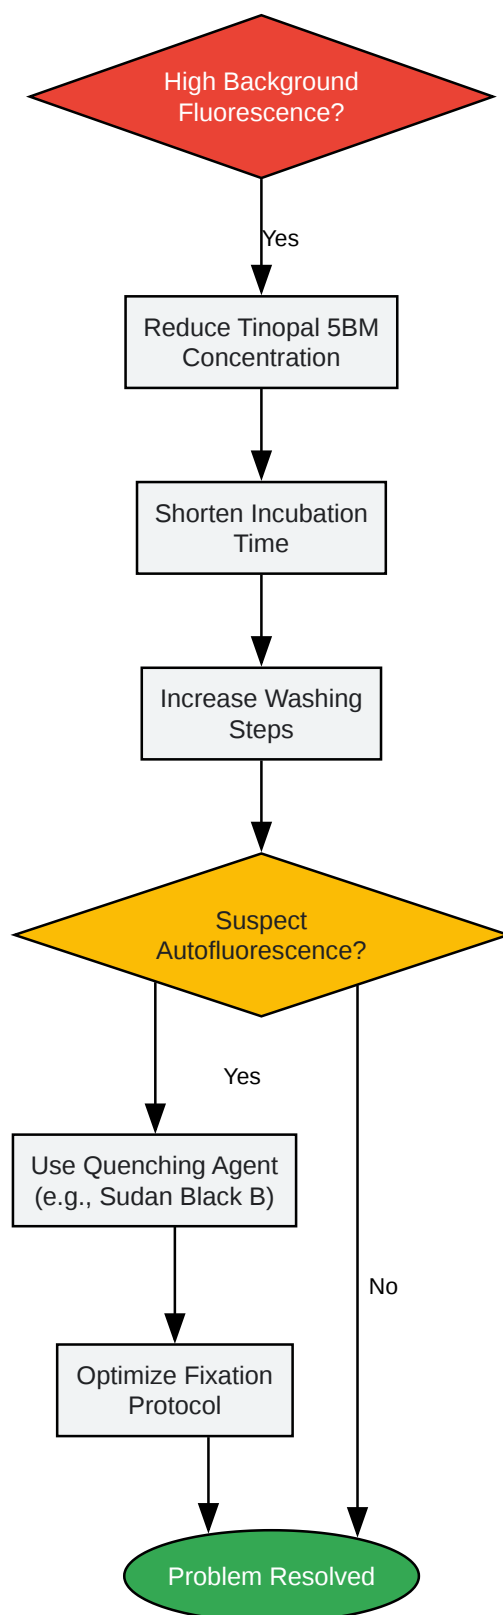 High Background
Fluorescence?
Yes
Reduce Tinopal 5BM
Concentration
Shorten Incubation
Time
Increase Washing
Steps
Suspect
Autofluorescence?
Yes
Use Quenching Agent
(e.g., Sudan Black B)
No
Optimize Fixation
Protocol
Problem Resolved